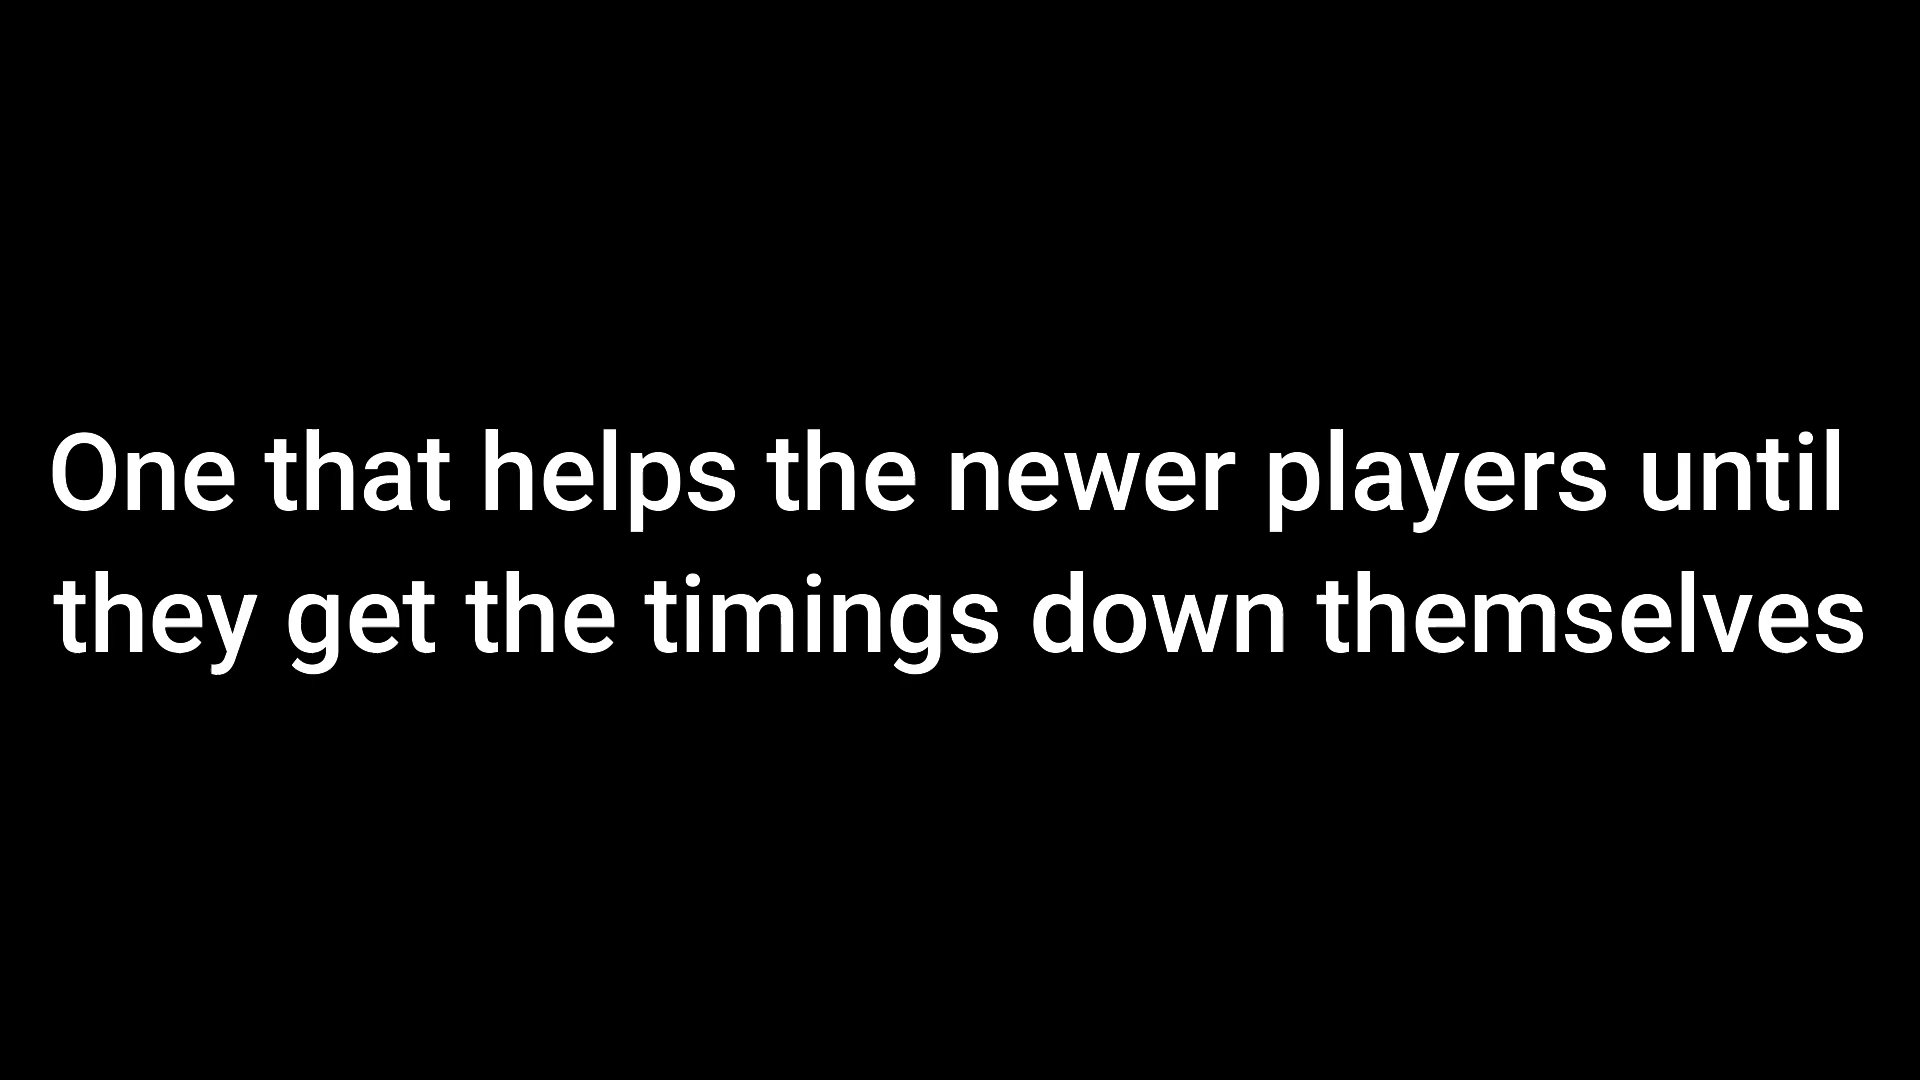 One that helps the newer players until
they get the timings down themselves